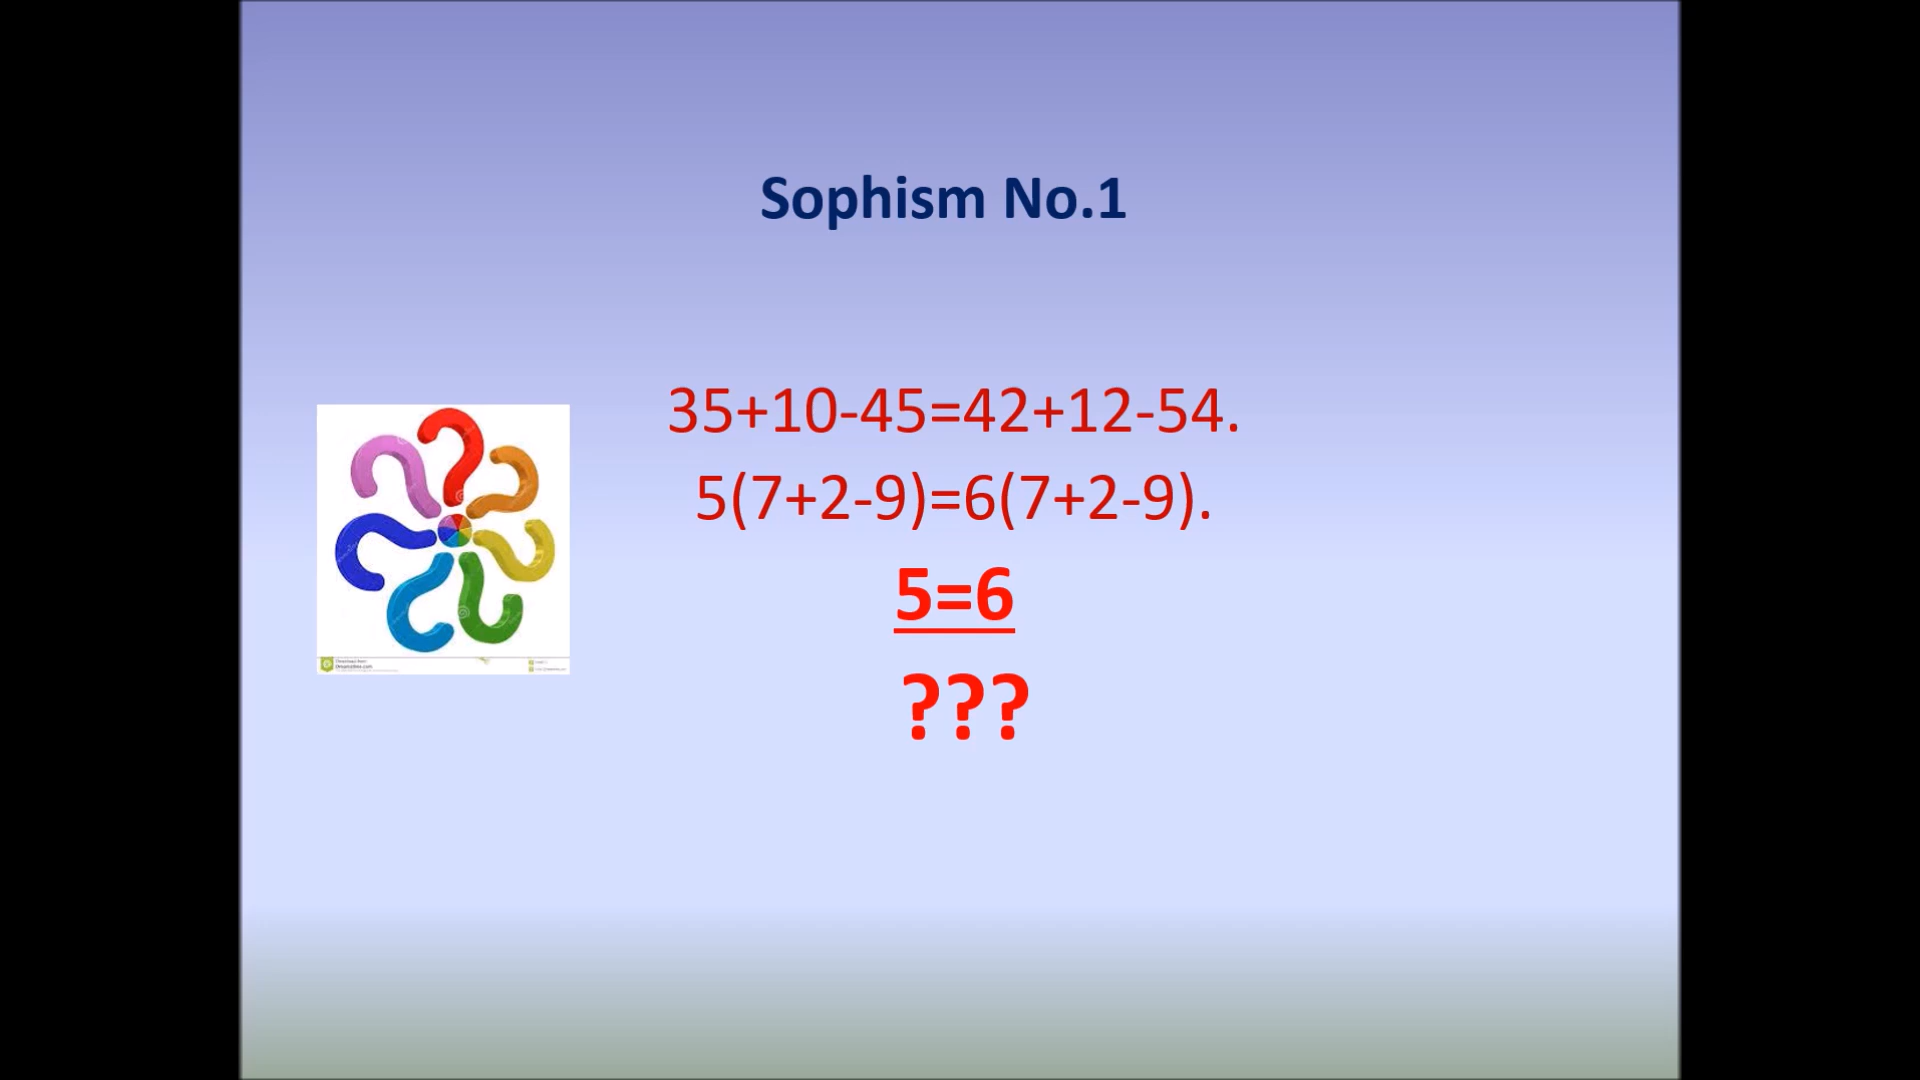 Sophism No.1
35+10-45=42+12-54.
5(7+2-9)=6(7+2-9).
5=6
???